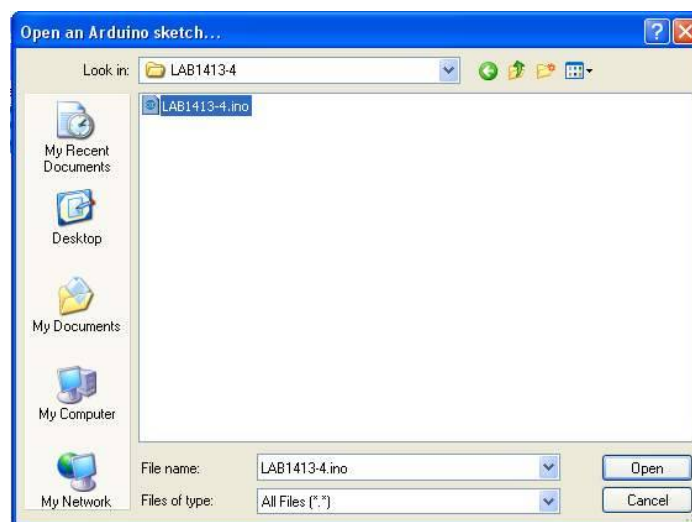 Open an Arduino sketch...
Look in: LAB1413-4
LAB1413-4.ino
My Recent
Documents
Desktop
My Documents
My Computer
My Network
File name: LAB1413-4.ino Open
Files of type: All Files (*.*) Cancel